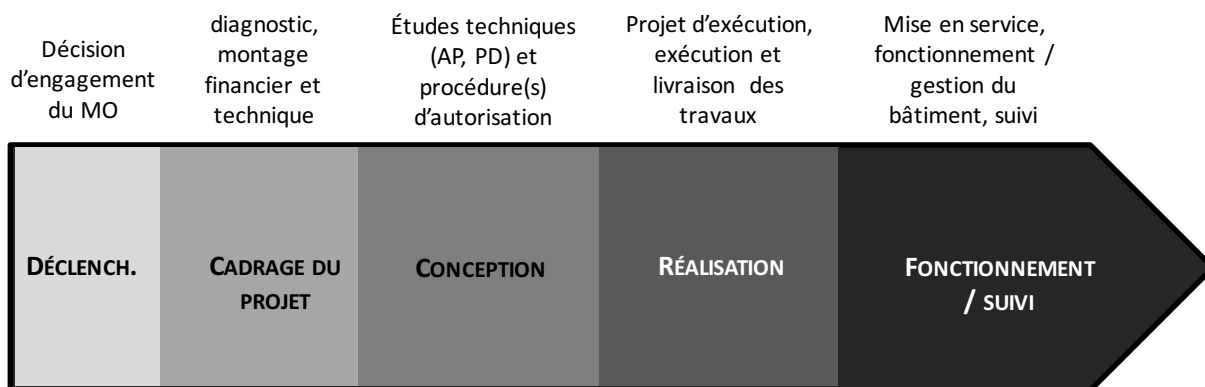 Décision
d’engagement
du MO
diagnostic,
montage
financier et
technique
Études techniques
(AP, PD) et
procédure(s)
d’autorisation
Projet d’exécution,
exécution et
livraison des
travaux
Mise en service,
fonctionnement /
gestion du
bâtiment, suivi
DÉCLENCH.
CADRAGE DU
PROJET
CONCEPTION
RÉALISATION
FONCTIONNEMENT
/ SUIVI